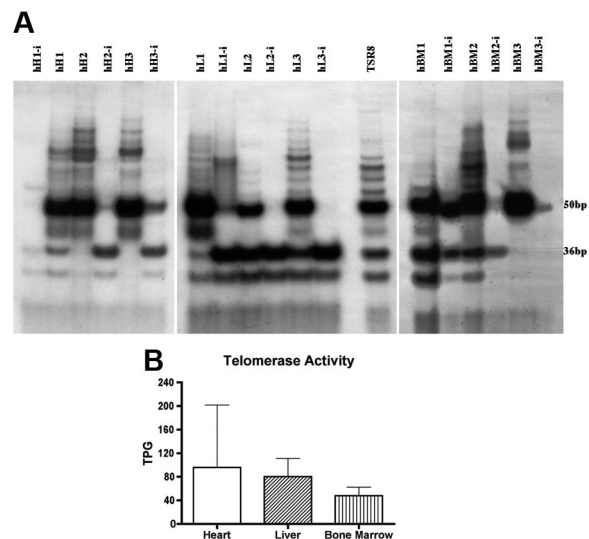 A
hH1-i hH1 hH2 hH2-i hH3 hH3-i hL1 hL1-i hL2 hL2-i hL3 hL3-i TSR8 hBM1 hBM1-i hBM2 hBM2-i hBM3 hBM3-i
50bp
36bp
B
Telomerase Activity
TPG
240
200
160
120
80
40
0
Heart Liver Bone Marrow